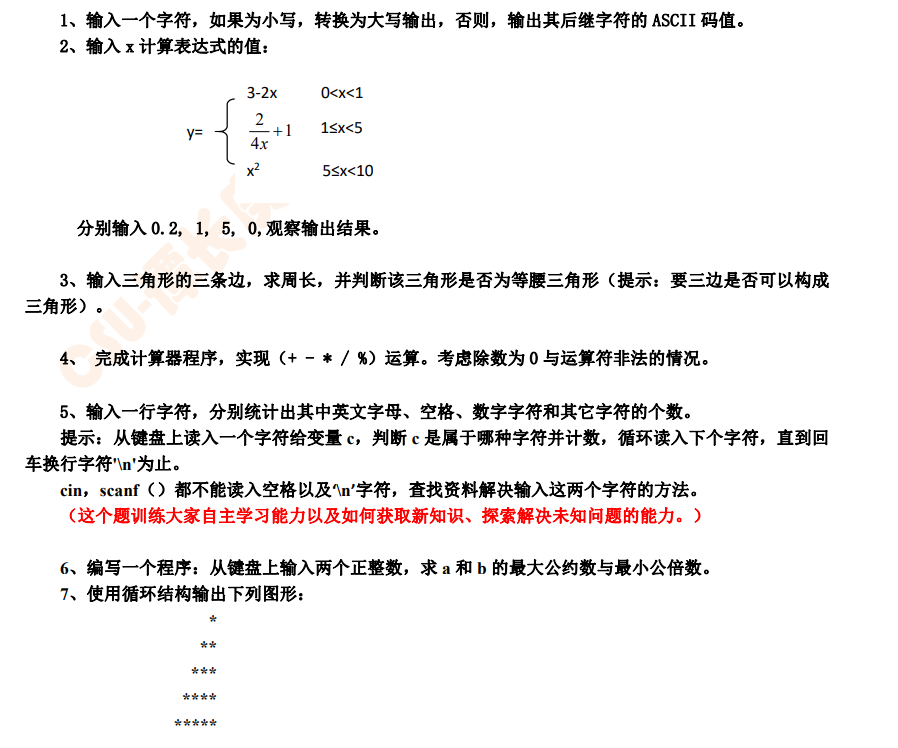 1、输入一个字符，如果为小写，转换为大写输出，否则，输出其后继字符的 ASCII 码值。
2、输入 x 计算表达式的值：
3-2x 0<x<1
y= 2/4x +1 1≤x<5
x² 5≤x<10
分别输入 0.2, 1, 5, 0,观察输出结果。
3、输入三角形的三条边，求周长，并判断该三角形是否为等腰三角形（提示：要三边是否可以构成
三角形）。
4、 完成计算器程序，实现（+ - * / %）运算。考虑除数为 0 与运算符非法的情况。
5、输入一行字符，分别统计出其中英文字母、空格、数字字符和其它字符的个数。
提示：从键盘上读入一个字符给变量 c，判断 c 是属于哪种字符并计数，循环读入下个字符，直到回
车换行字符'\n'为止。
cin，scanf（）都不能读入空格以及‘\n’字符，查找资料解决输入这两个字符的方法。
（这个题训练大家自主学习能力以及如何获取新知识、探索解决未知问题的能力。）
6、编写一个程序：从键盘上输入两个正整数，求 a 和 b 的最大公约数与最小公倍数。
7、使用循环结构输出下列图形：
*
**
***
****
*****